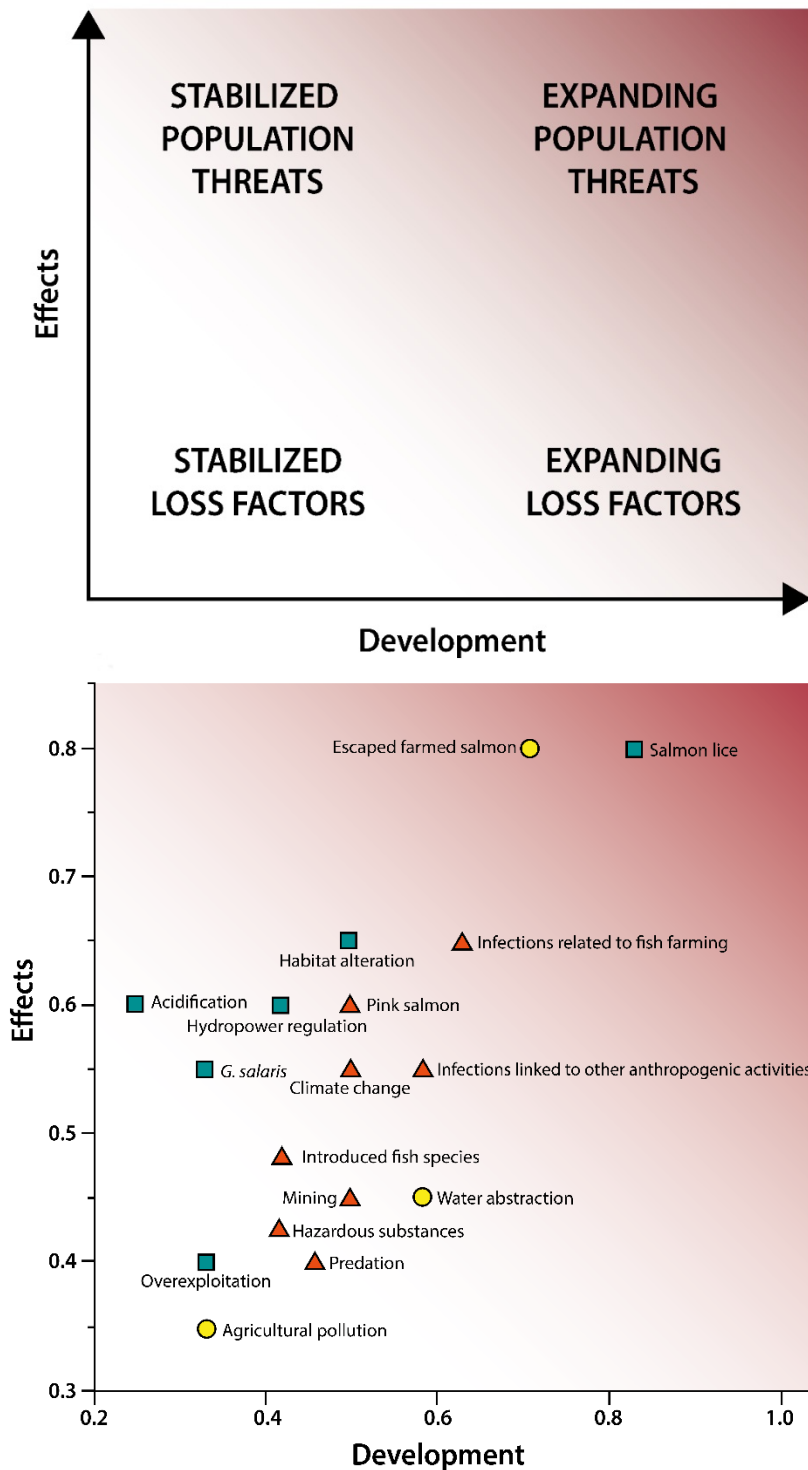 STABILIZED
POPULATION
THREATS
EXPANDING
POPULATION
THREATS
Effects
STABILIZED
LOSS FACTORS
EXPANDING
LOSS FACTORS
Development
0.8
Escaped farmed salmon
Salmon lice
0.7
Habitat alteration
Infections related to fish farming
0.6
Acidification
Hydropower regulation
Pink salmon
Effects
G. salaris
Climate change
Infections linked to other anthropogenic activities
0.5
Introduced fish species
Mining
Water abstraction
Hazardous substances
0.4
Overexploitation
Predation
Agricultural pollution
0.3
0.2
0.4
0.6
0.8
1.0
Development